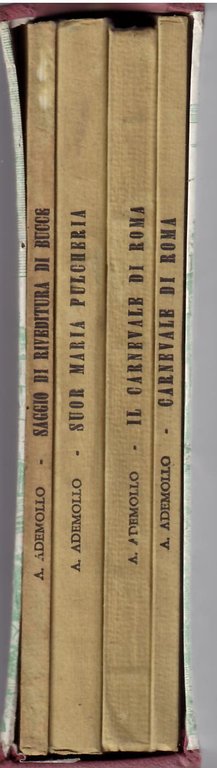 A. ADEMOLLO - SAGGIO DI RIVEDITURA DI BUCCE
A. ADEMOLLO - SUOR MARIA PULCHERIA
A. ADEMOLLO - IL CARNEVALE DI ROMA
A. ADEMOLLO - CARNEVALE DI ROMA